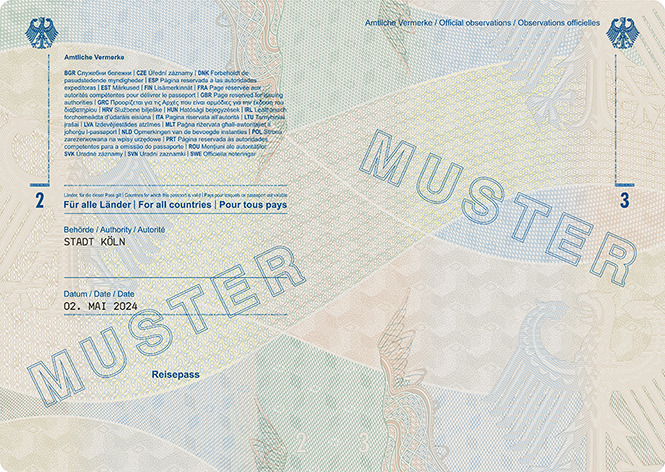 Amtliche Vermerke / Official observations / Observations officielles
Amtliche Vermerke
BGR Служебни бележки | CZE Úřední záznamy | DNK Forbeholdt de
pasudstedende myndigheder | ESP Página reservada a las autoridades
expeditoras | EST Märkused | FIN Lisämerkinnät | FRA Page réservée aux
autorités compétentes pour délivrer le passeport | GBR Page reserved for issuing
authorities | GRC Προορίζεται για τις Αρχές που είναι αρμόδιες για την έκδοση του
διαβατηρίου | HRV Službene bilješke | HUN Hatósági bejegyzések | IRL Leathanach
forchoimeádta d'údaráis eisiúna | ITA Pagina riservata all'autorità | LTU Tarnybiniai
įrašai | LVA Izdevējiestādes atzīmes | MLT Paġna riżervata għall-awtoritajiet li
joħorġu l-passaport | NLD Opmerkingen van de bevoegde instanties | POL Strona
zarezerwowana na wpisy urzędowe | PRT Página reservada às autoridades
competentes para a emissão do passaporte | ROU Mențiuni ale autorităților
SVK Úradné záznamy | SVN Uradni zaznamki | SWE Officiella noteringar
2
3
Länder, für die dieser Pass gilt | Countries for which this passport is valid | Pays pour lesquels ce passeport est valable
Für alle Länder | For all countries | Pour tous pays
Behörde / Authority / Autorité
STADT KÖLN
Datum / Date / Date
02. MAI 2024
MUSTER
MUSTER
Reisepass
2 3